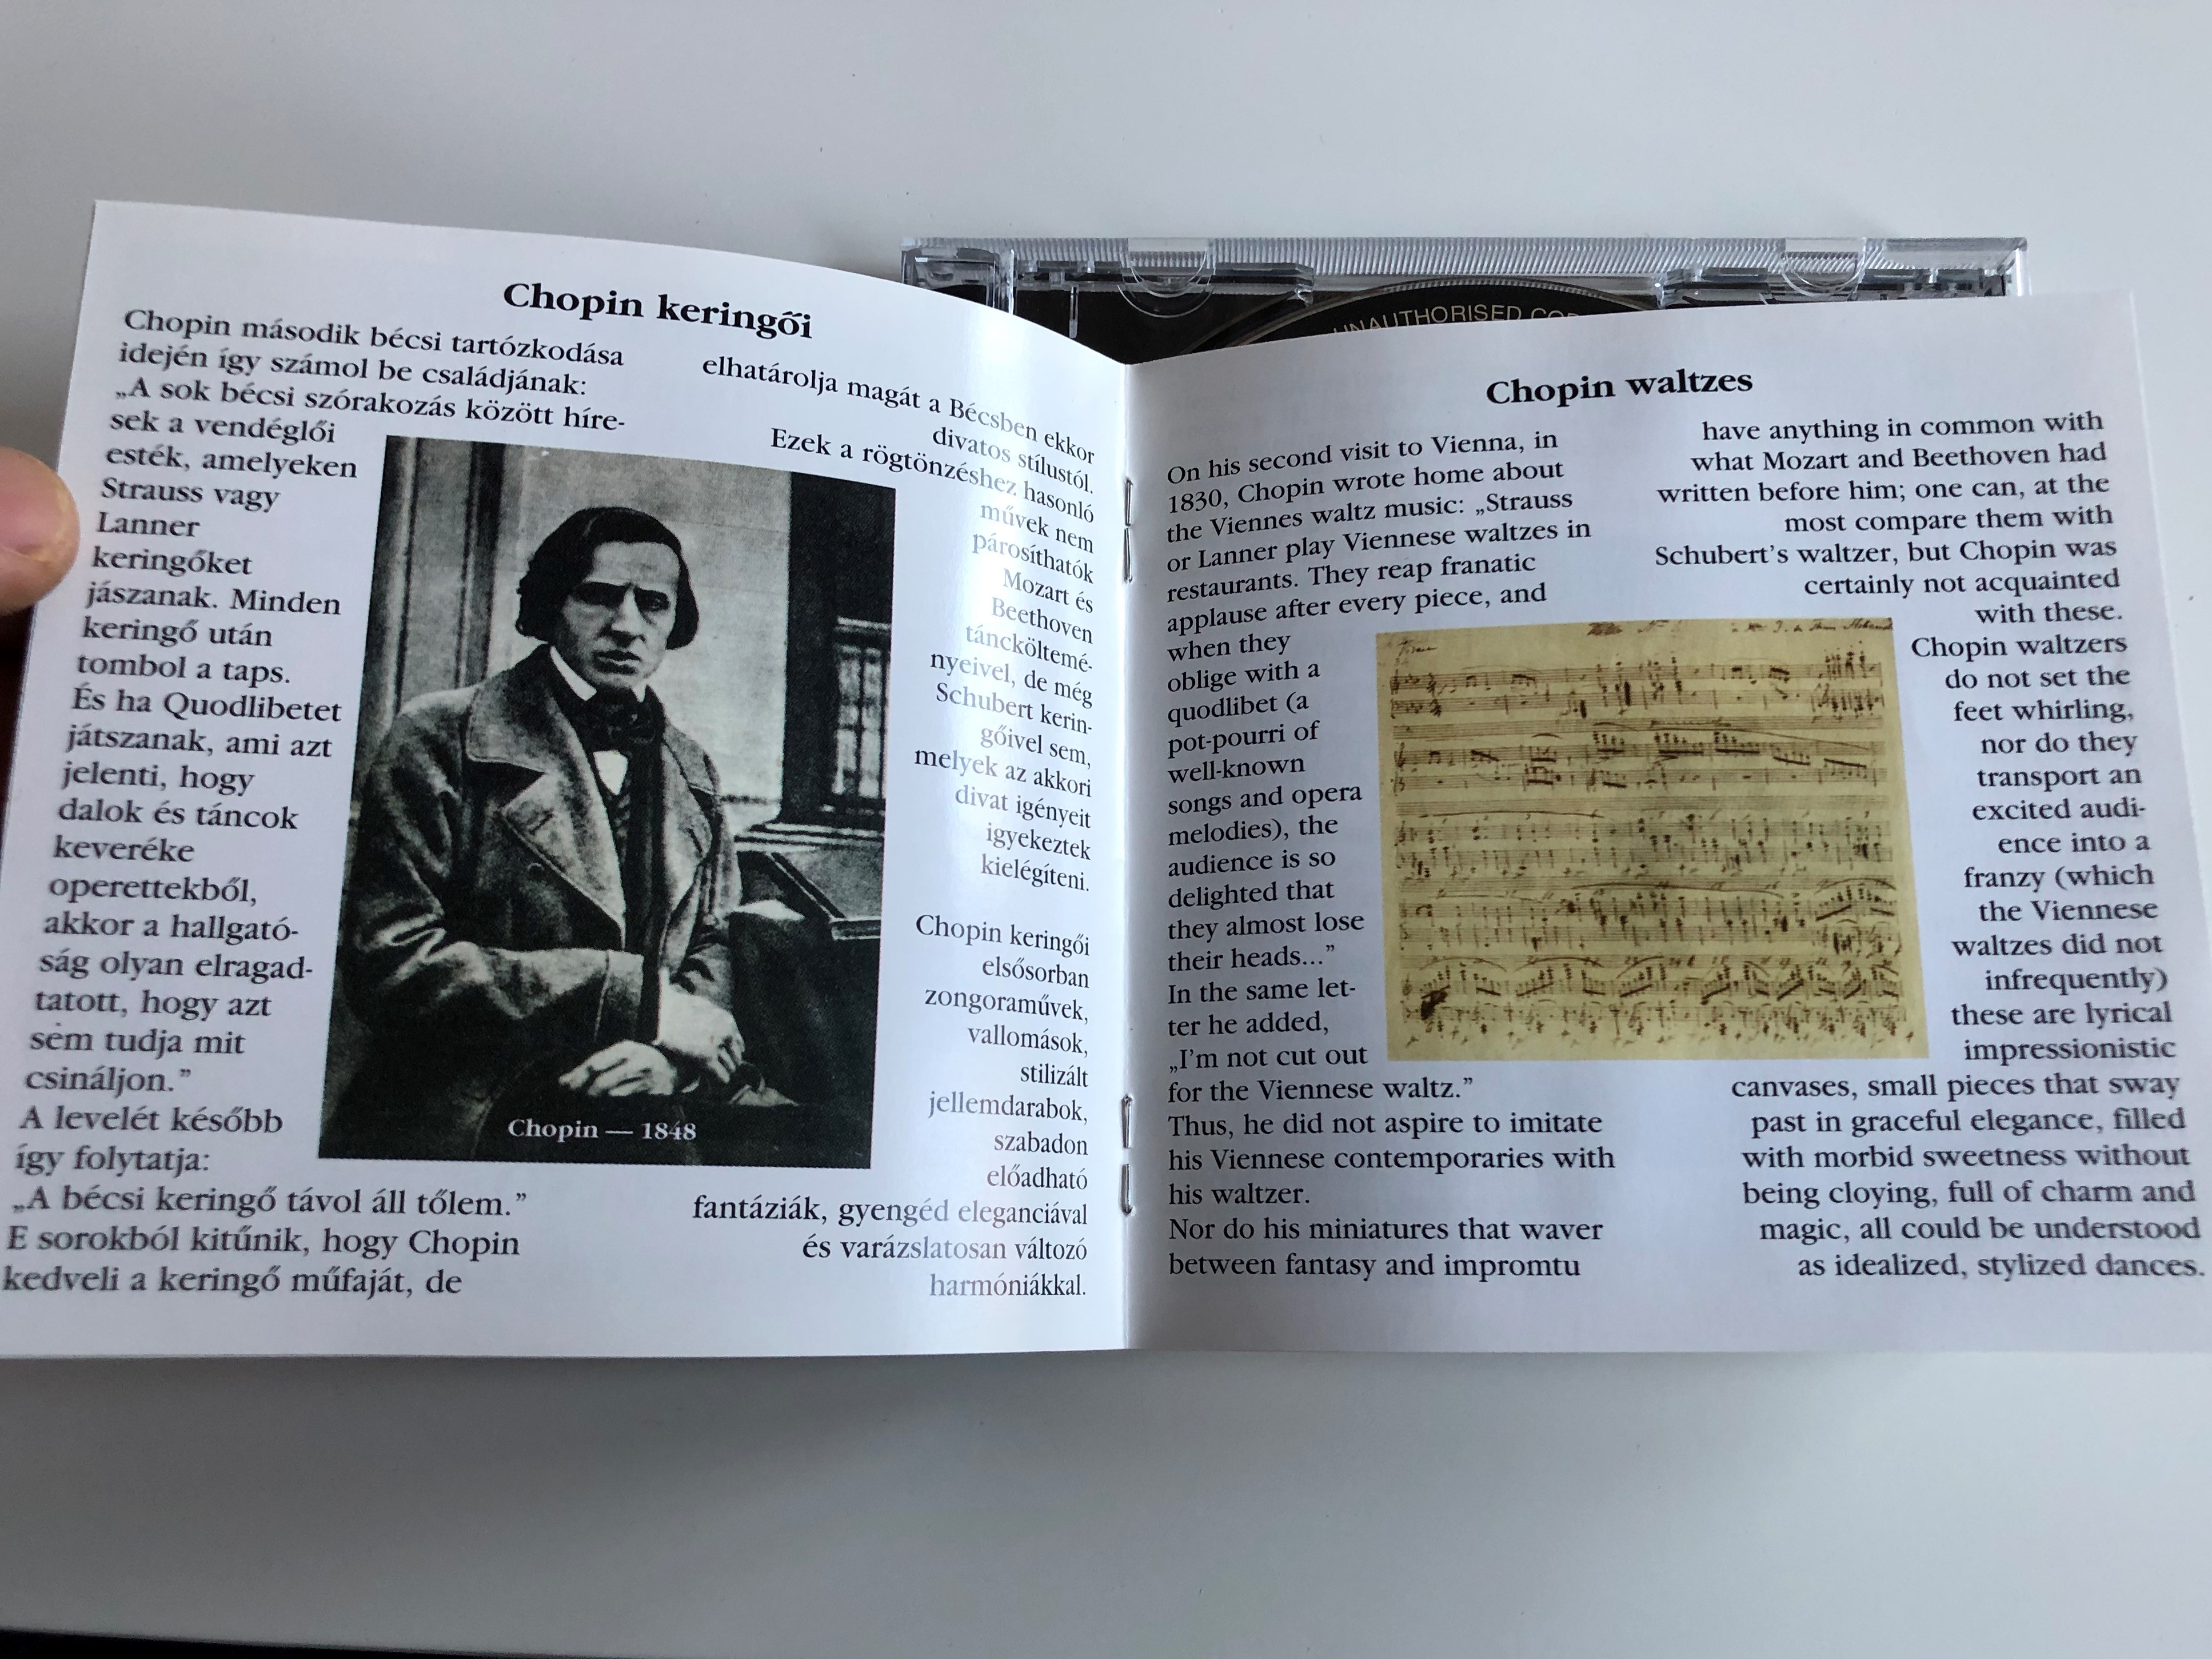 Chopin keringői
Chopin második bécsi tartózkodása
idején így számol be családjának:
„A sok bécsi szórakozás között híre-
sek a vendéglői
esték, amelyeken
Strauss vagy
Lanner
keringőket
jászanak. Minden
keringő után
tombol a taps.
És ha Quodlibetet
játszanak, ami azt
jelenti, hogy
dalok és táncok
keveréke
operettekből,
akkor a hallgató-
ság olyan elragad-
tatott, hogy azt
sem tudja mit
csináljon.”
A levelét később
így folytatja:
„A bécsi keringő távol áll tőlem.”
E sorokból kitűnik, hogy Chopin
kedveli a keringő műfaját, de
elhatárolja magát a Bécsben ekkor
divatos stílustól.
Ezek a rögtönzéshez hasonló
művek nem
párosíthatók
Mozart és
Beethoven
tánckölteme-
nyeivel, de még
Schubert kerin-
gőivel sem,
melyek az akkori
divat igényeit
igyekeztek
kielégíteni.
Chopin keringői
elsősorban
zongoraművek,
vallomások,
stilizált
jellemdarabok,
szabadon
előadható
fantáziák, gyengéd eleganciával
és varázslatosan változó
harmóniákkal.
Chopin — 1848
UNAUTHORISED
Chopin waltzes
On his second visit to Vienna, in
1830, Chopin wrote home about
the Viennes waltz music: „Strauss
or Lanner play Viennese waltzes in
restaurants. They reap franatic
applause after every piece, and
when they
oblige with a
quodlibet (a
pot-pourri of
well-known
songs and opera
melodies), the
audience is so
delighted that
they almost lose
their heads...”
In the same let-
ter he added,
„I'm not cut out
for the Viennese waltz.”
Thus, he did not aspire to imitate
his Viennese contemporaries with
his waltzer.
Nor do his miniatures that waver
between fantasy and impromtu
have anything in common with
what Mozart and Beethoven had
written before him; one can, at the
most compare them with
Schubert's waltzer, but Chopin was
certainly not acquainted
with these.
Chopin waltzers
do not set the
feet whirling,
nor do they
transport an
excited audi-
ence into a
franzy (which
the Viennese
waltzes did not
infrequently)
these are lyrical
impressionistic
canvases, small pieces that sway
past in graceful elegance, filled
with morbid sweetness without
being cloying, full of charm and
magic, all could be understood
as idealized, stylized dances.